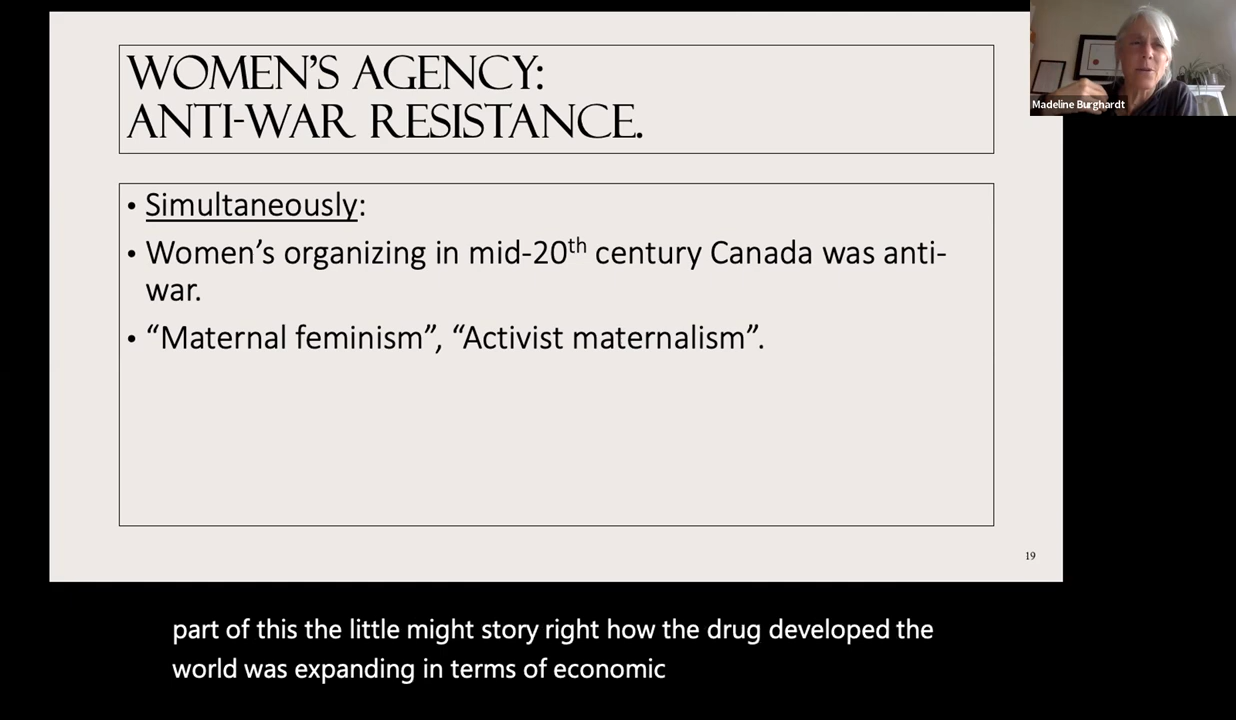 WOMEN'S AGENCY:
ANTI-WAR RESISTANCE.
Madeline Burghardt
• Simultaneously:
• Women's organizing in mid-20th century Canada was anti-
war.
• “Maternal feminism”, “Activist maternalism”.
19
part of this the little might story right how the drug developed the
world was expanding in terms of economic